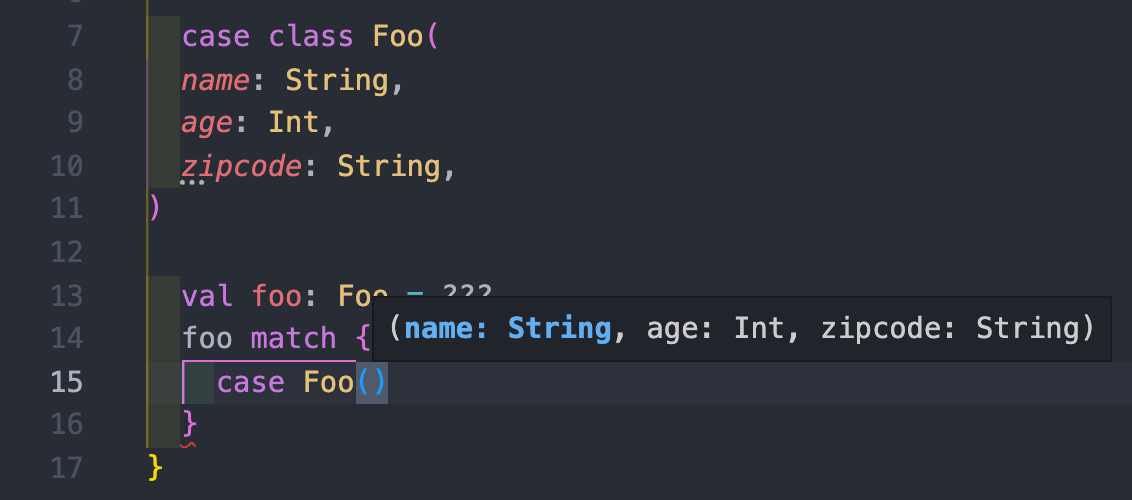 7 case class Foo(
8 name: String,
9 age: Int,
10 zipcode: String,
11 )
12
13 val foo: Foo = ???
(name: String, age: Int, zipcode: String)
14 foo match {
15 case Foo()
16 }
17 }